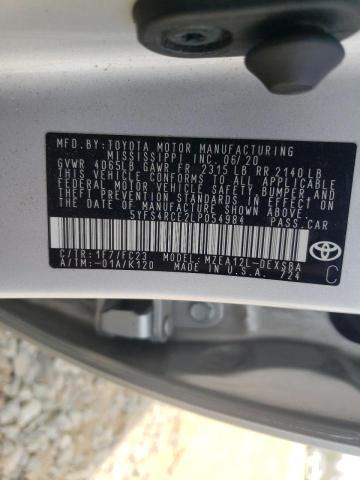 MFD.BY:TOYOTA MOTOR MANUFACTURING
MISSISSIPPI INC.06/20
GVWR 4065LB GAWR FR 2315 LB RR 2140LB
THIS VEHICLE CONFORMS TO ALL APPLICABLE
FEDERAL MOTOR VEHICLE SAFETY, BUMPER, AND
THEFT PREVENTION STANDARDS IN EFFECT ON
THE DATE OF MANUFACTURE SHOWN ABOVE.
5YFS4RCE2LP054984 PASS.CAR
C/TR: 1F7/FC23 MODEL: MZEA12L-DEXSBA
A/TM:-01A/K120 MADE IN U.S.A. 724
TOYOTA
C